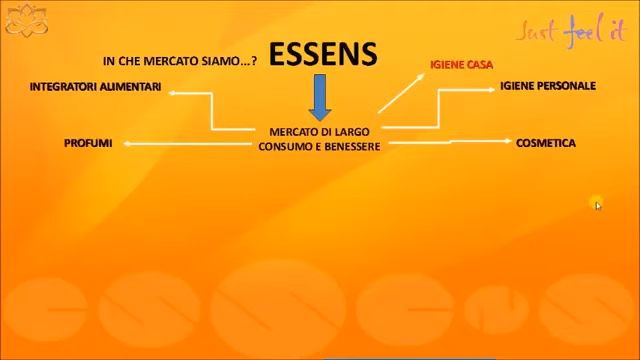 Just feel it
IN CHE MERCATO SIAMO...? ESSENS
IGIENE CASA
INTEGRATORI ALIMENTARI
IGIENE PERSONALE
MERCATO DI LARGO
CONSUMO E BENESSERE
PROFUMI
COSMETICA
ESSENS